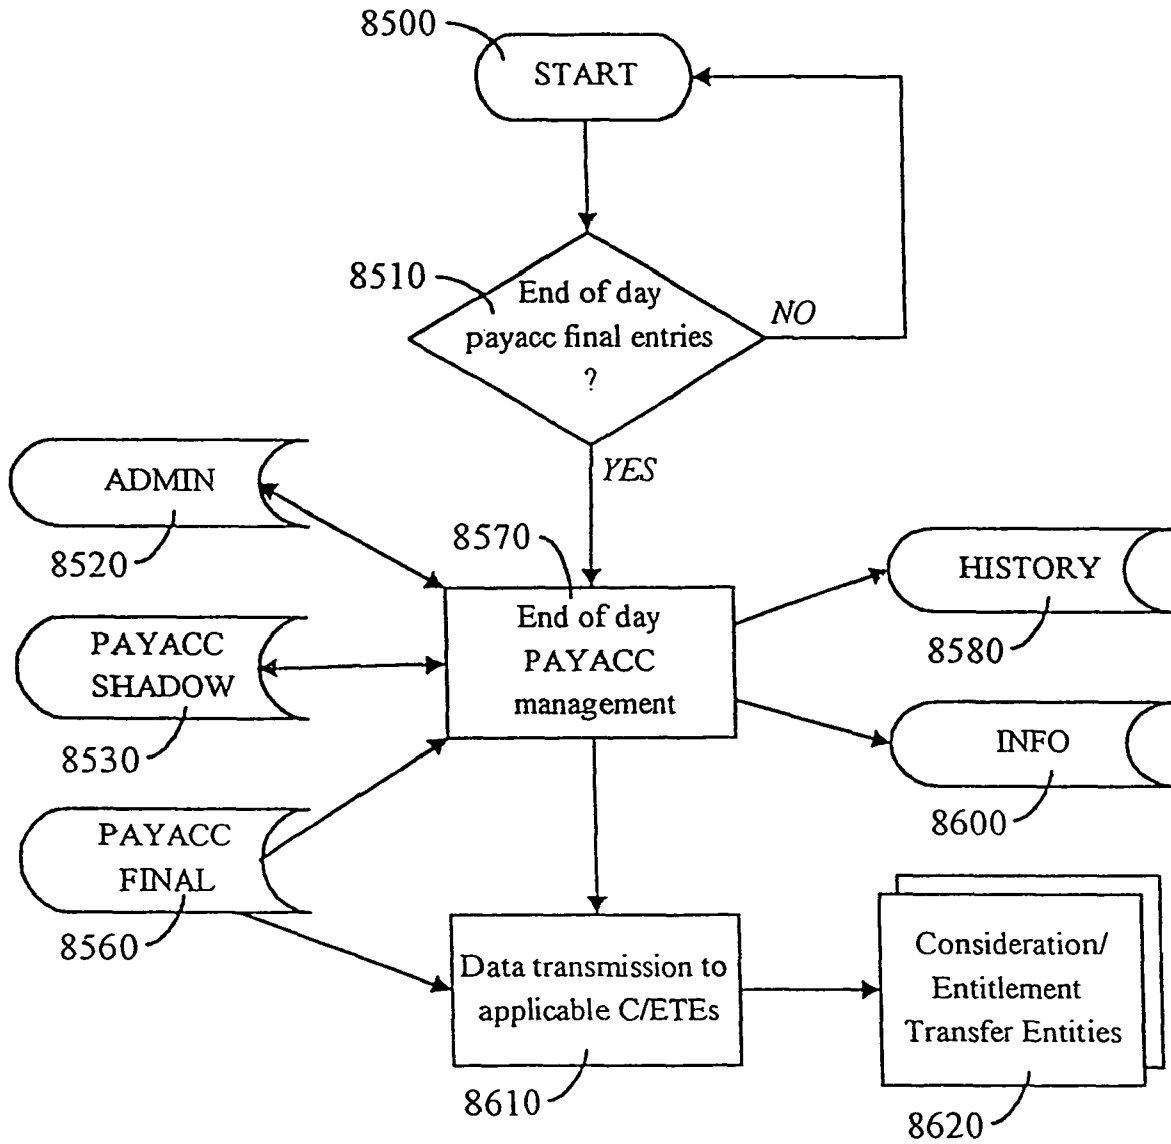 8500
START
8510
End of day
payacc final entries
?
NO
YES
ADMIN
8520
8570
HISTORY
8580
PAYACC
SHADOW
8530
End of day
PAYACC
management
INFO
8600
PAYACC
FINAL
8560
Data transmission to
applicable C/ETEs
8610
Consideration/
Entitlement
Transfer Entities
8620